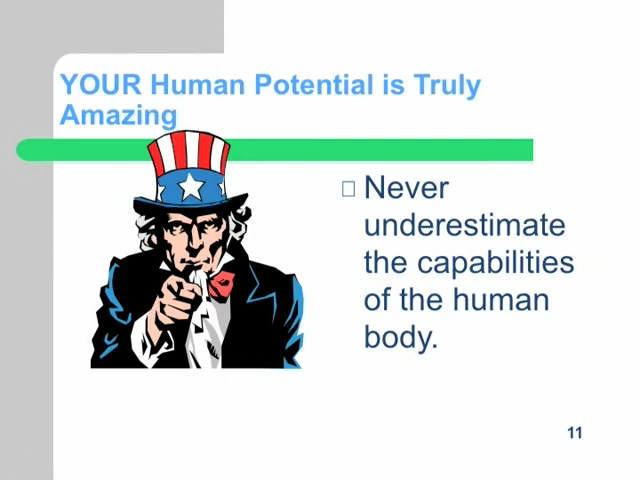 YOUR Human Potential is Truly
Amazing
Never
underestimate
the capabilities
of the human
body.
11